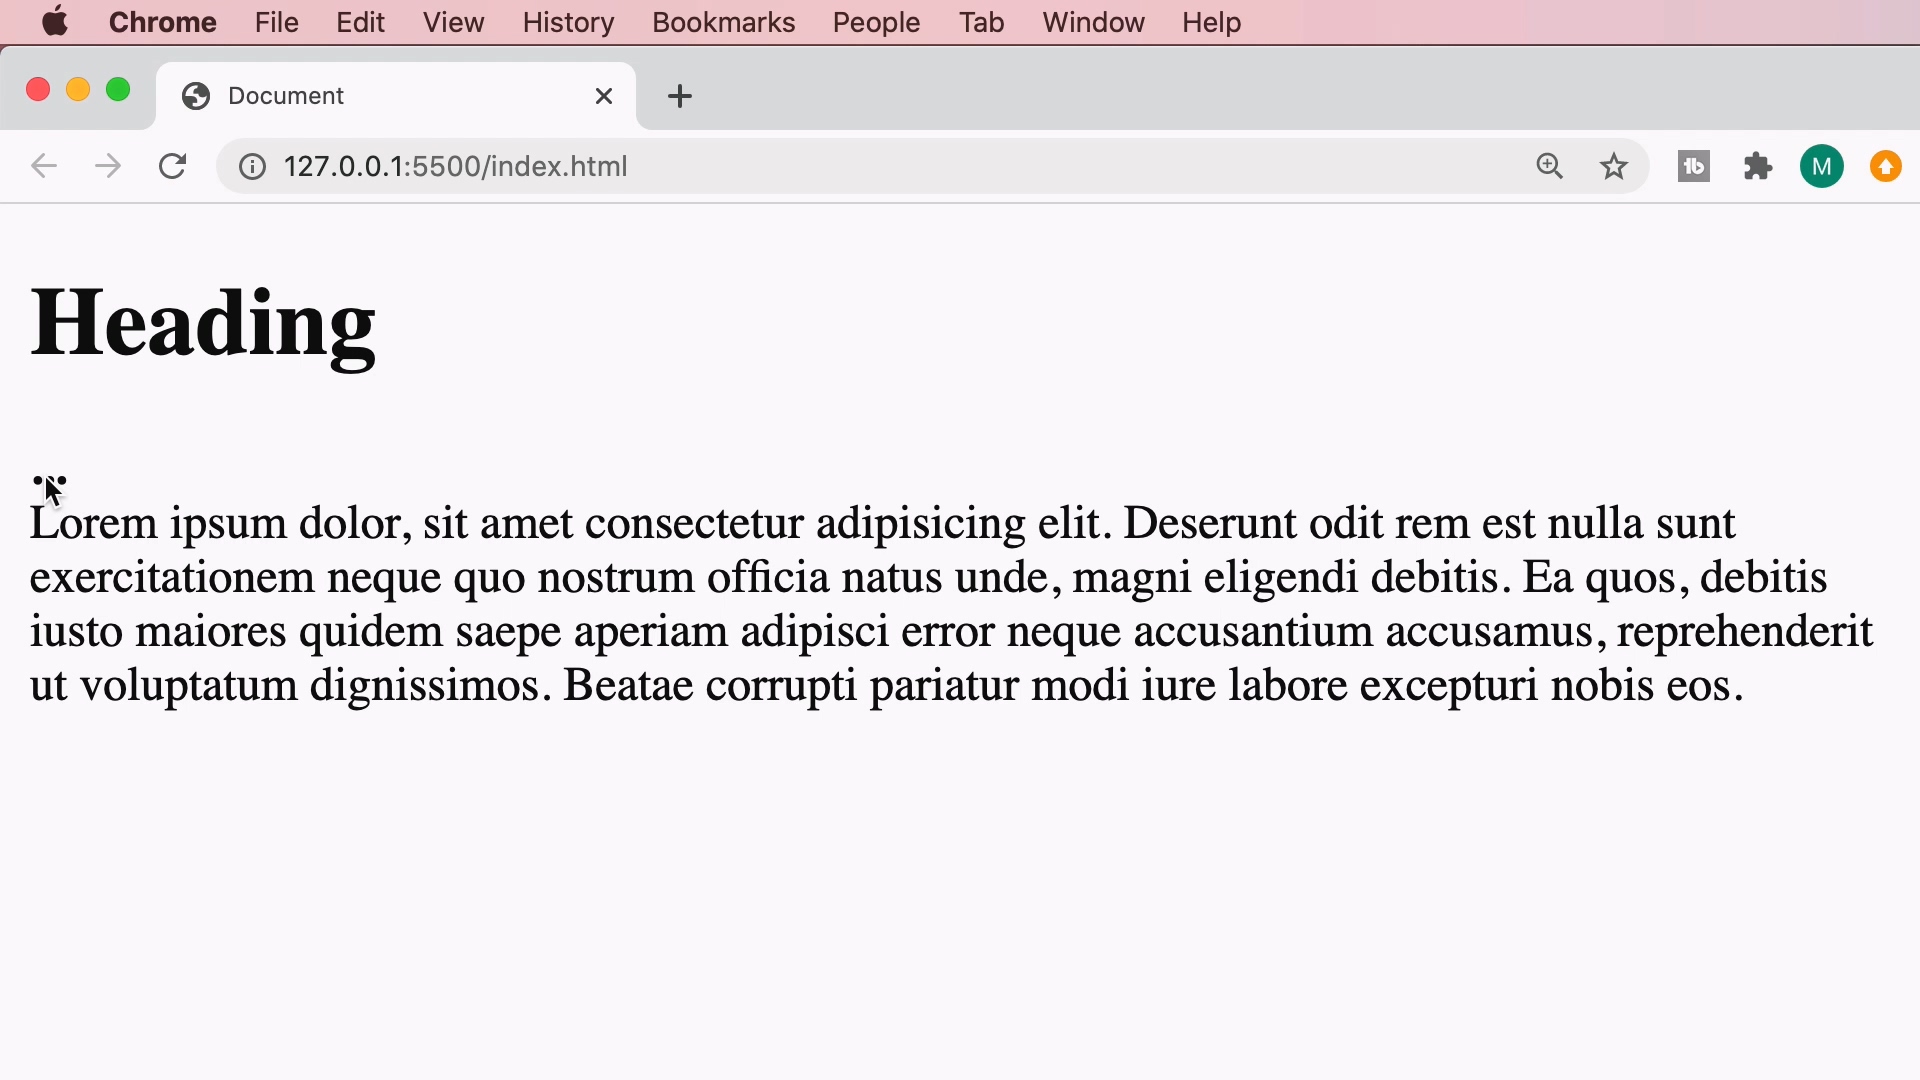 Chrome File Edit View History Bookmarks People Tab Window Help
Document
127.0.0.1:5500/index.html
M
Heading
...
Lorem ipsum dolor, sit amet consectetur adipisicing elit. Deserunt odit rem est nulla sunt
exercitationem neque quo nostrum officia natus unde, magni eligendi debitis. Ea quos, debitis
iusto maiores quidem saepe aperiam adipisci error neque accusantium accusamus, reprehenderit
ut voluptatum dignissimos. Beatae corrupti pariatur modi iure labore excepturi nobis eos.